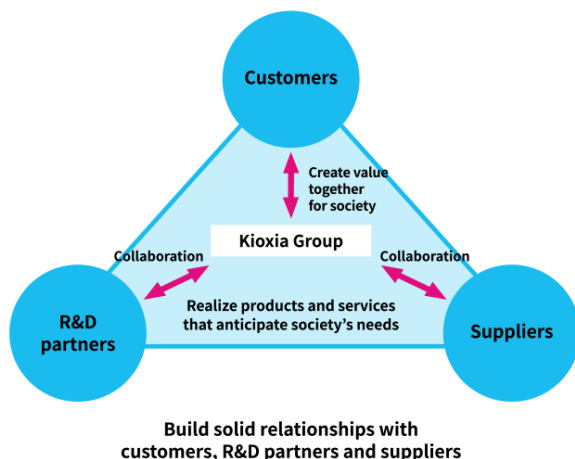 Customers
Create value
together
for society
Kioxia Group
Collaboration
Collaboration
R&D
partners
Realize products and services
that anticipate society's needs
Suppliers
Build solid relationships with
customers, R&D partners and suppliers